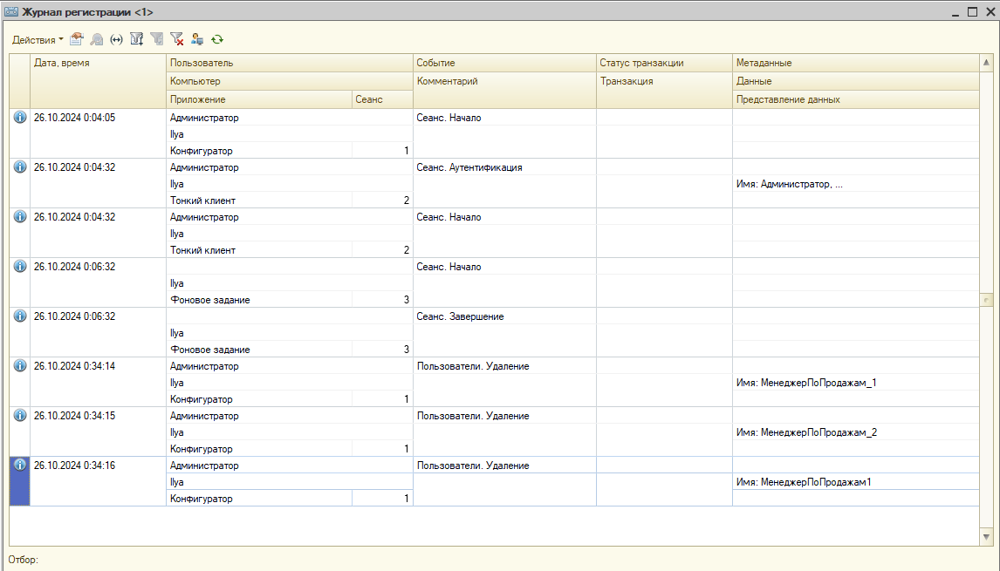 Журнал регистрации <1>
Действия
Дата, время Пользователь Событие Статус транзакции Метаданные
Компьютер Комментарий Транзакция Данные
Приложение Сеанс Представление данных
26.10.2024 0:04:05 Администратор Сеанс. Начало
Ilya
Конфигуратор 1
26.10.2024 0:04:32 Администратор Сеанс. Аутентификация
Ilya Имя: Администратор, ...
Тонкий клиент 2
26.10.2024 0:04:32 Администратор Сеанс. Начало
Ilya
Тонкий клиент 2
26.10.2024 0:06:32 Сеанс. Начало
Ilya
Фоновое задание 3
26.10.2024 0:06:32 Сеанс. Завершение
Ilya
Фоновое задание 3
26.10.2024 0:34:14 Администратор Пользователи. Удаление
Ilya Имя: МенеджерПоПродажам_1
Конфигуратор 1
26.10.2024 0:34:15 Администратор Пользователи. Удаление
Ilya Имя: МенеджерПоПродажам_2
Конфигуратор 1
26.10.2024 0:34:16 Администратор Пользователи. Удаление
Ilya Имя: МенеджерПоПродажам1
Конфигуратор 1
Отбор: